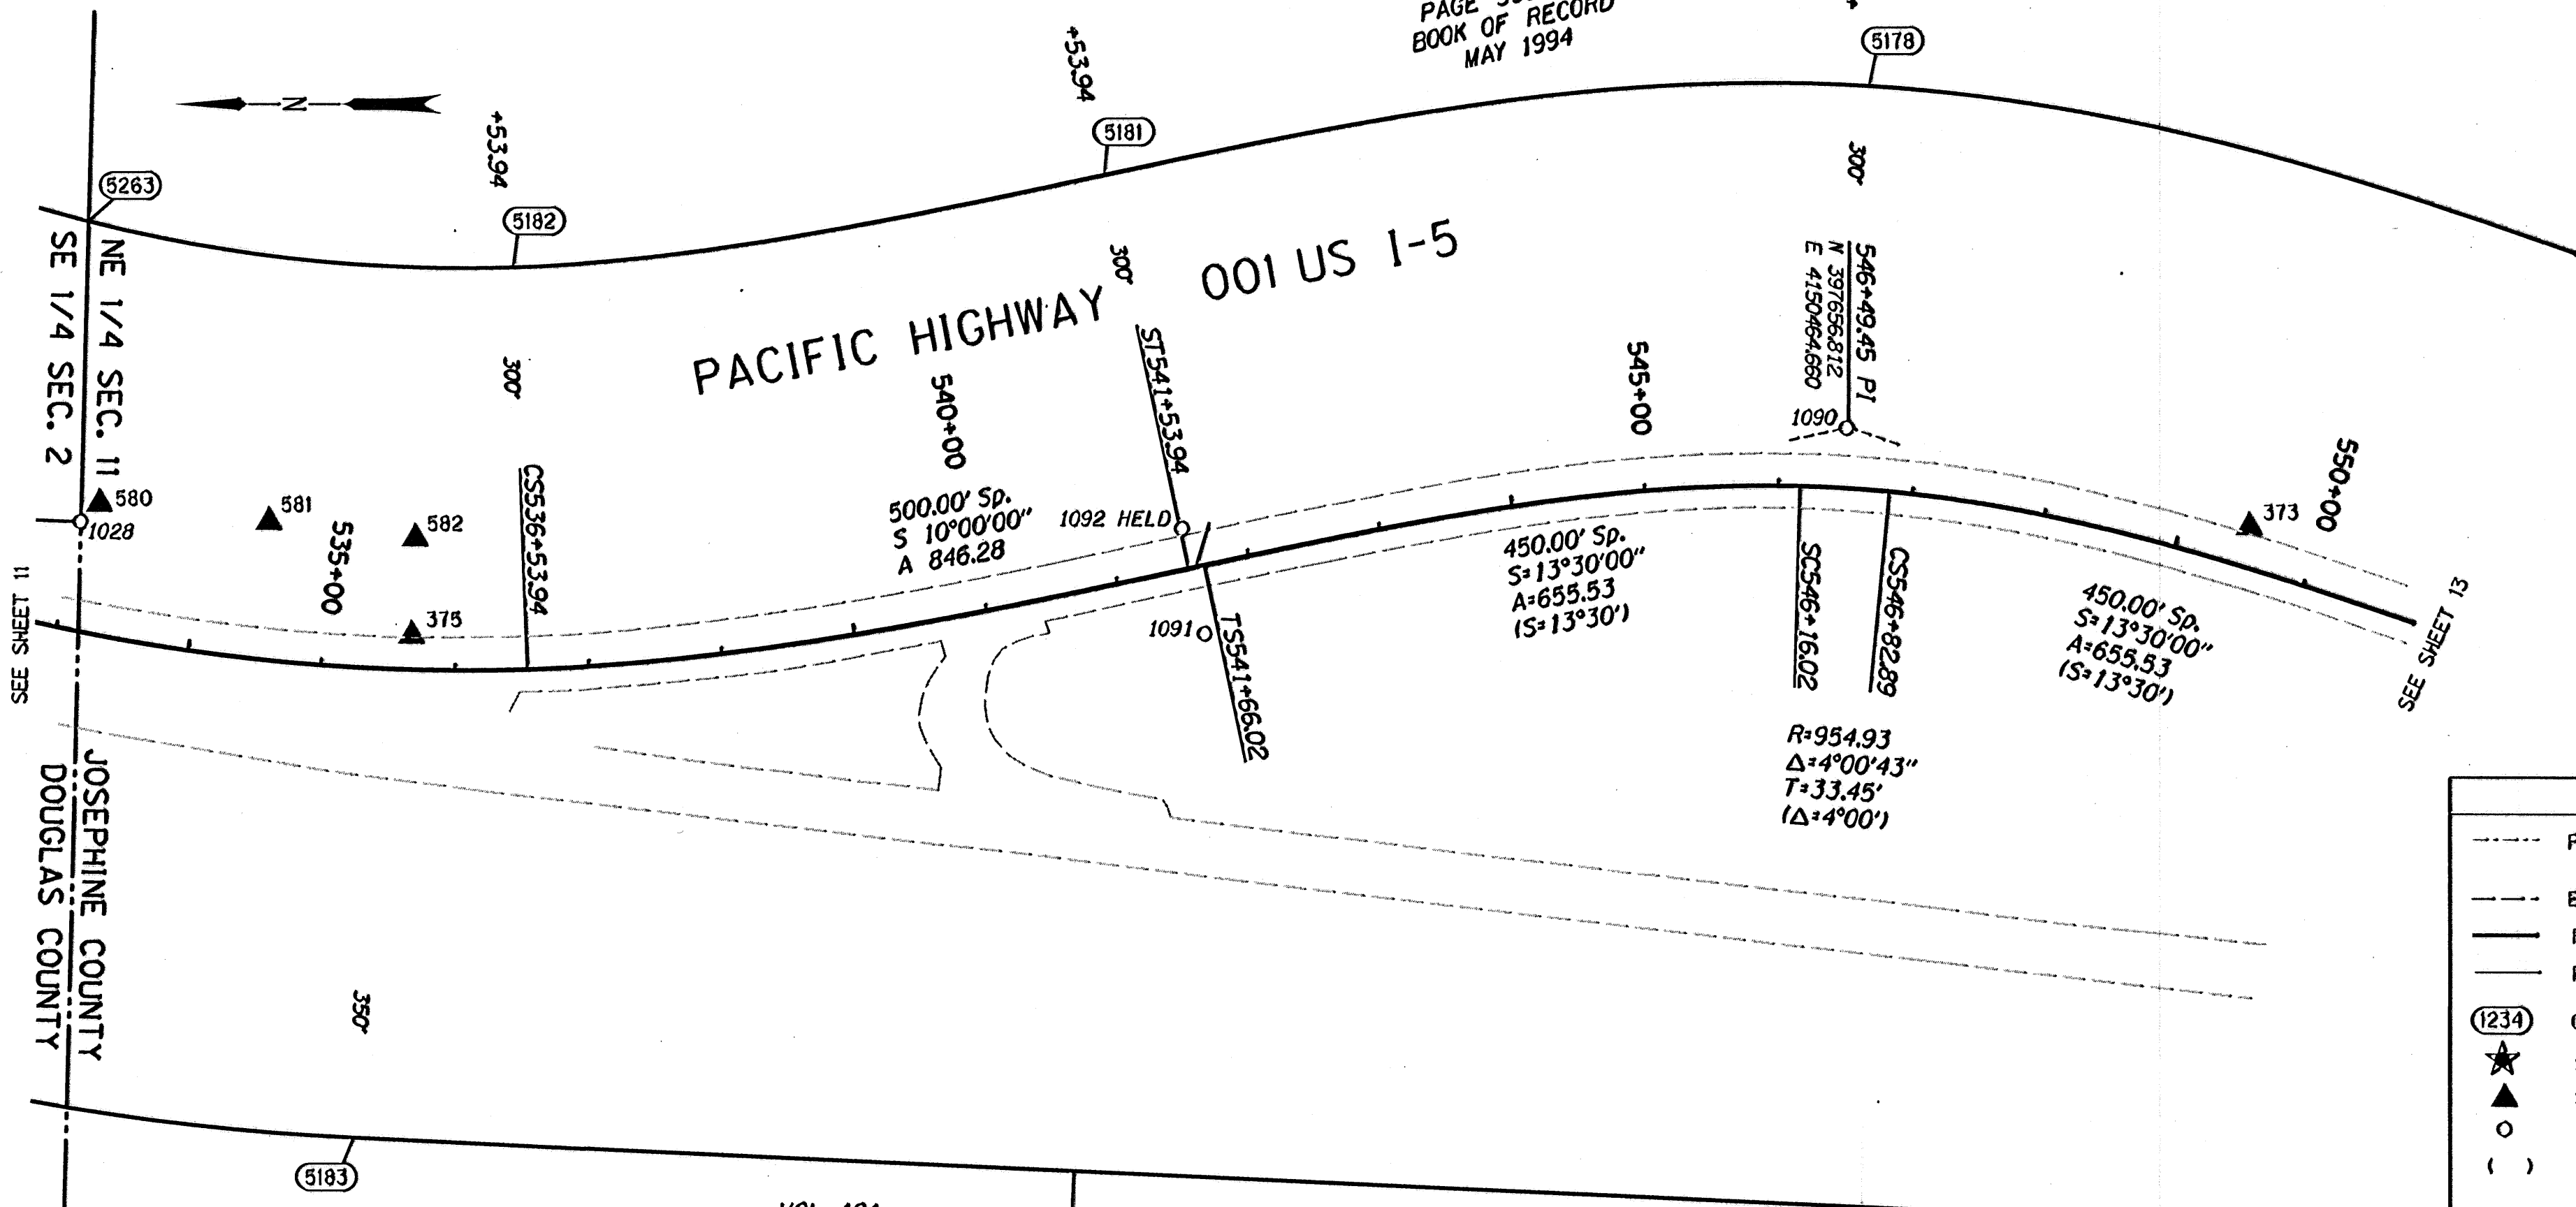 PAGE
BOOK OF RECORD
MAY 1994
+53.94
+53.94
N
5178
5181
5182
5263
NE 1/4 SEC. 11
SE 1/4 SEC. 2
300'
300'
300'
PACIFIC HIGHWAY 001 US I-5
546+49.45 PI
N 397656.812
E 4150464.660
1090
580
581
582
375
373
1028
535+00
540+00
545+00
550+00
CS536+53.94
500.00' Sp.
S 10°00'00"
A 846.28
ST541+53.94
1092 HELD
1091
TS541+66.02
450.00' Sp.
S=13°30'00"
A=655.53
(S=13°30')
SC546+16.02
CS546+82.89
450.00' Sp.
S=13°30'00"
A=655.53
(S=13°30')
R=954.93
Δ=4°00'43"
T=33.45'
(Δ=4°00')
SEE SHEET 11
SEE SHEET 13
JOSEPHINE COUNTY
DOUGLAS COUNTY
350'
5183
1234
( )